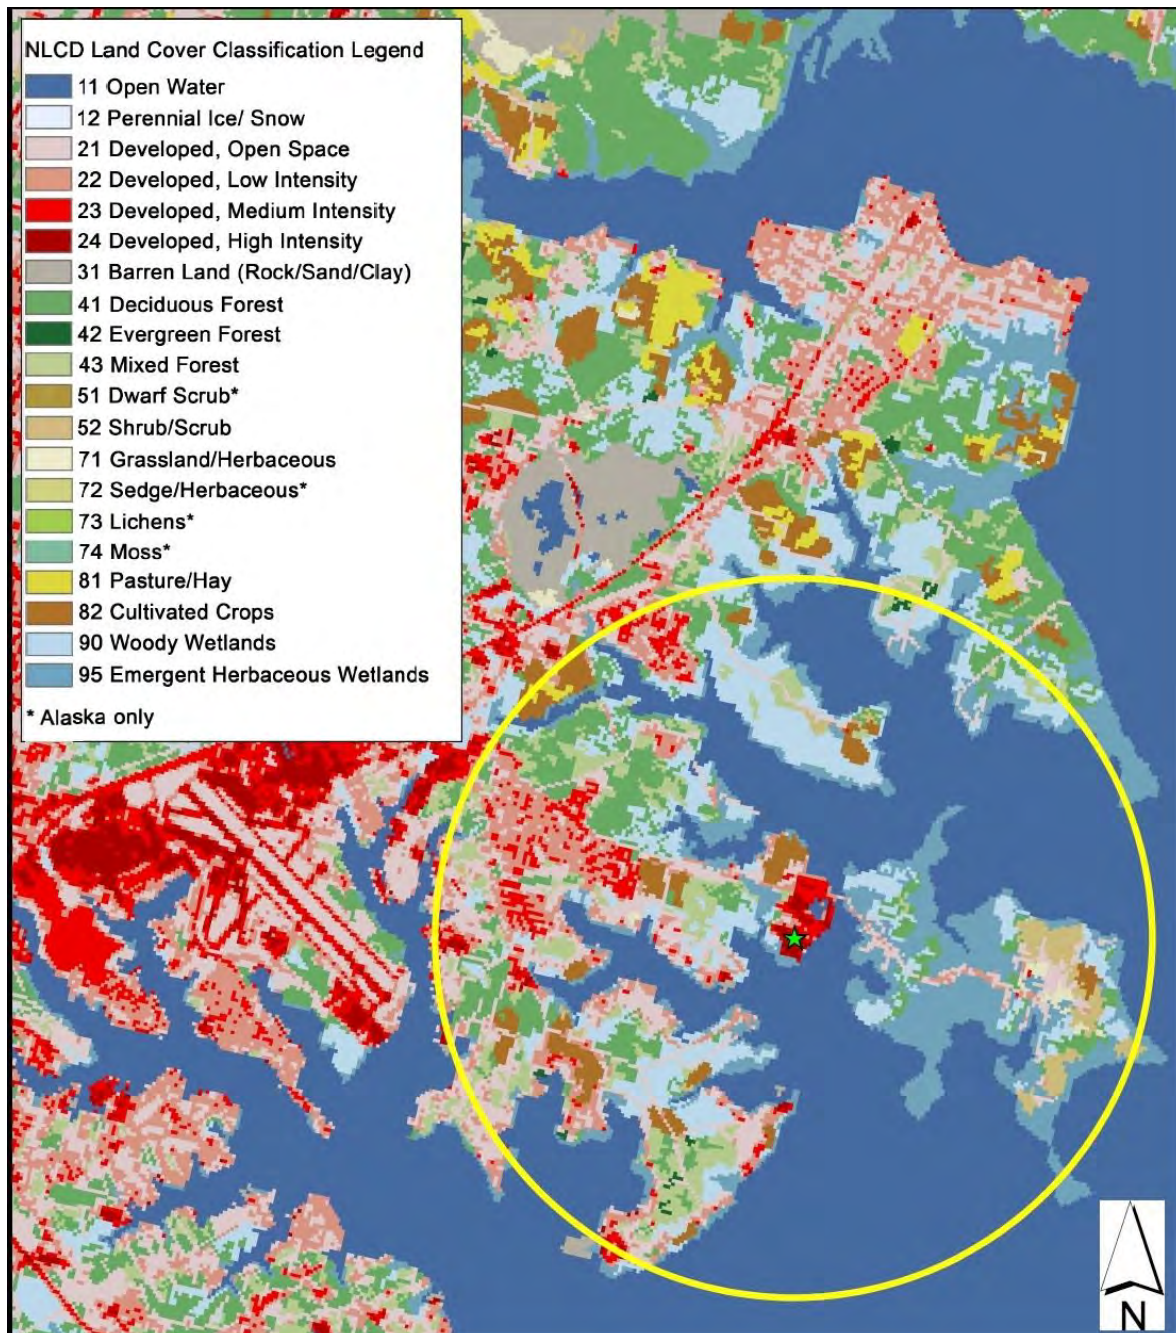 NLCD Land Cover Classification Legend
11 Open Water
12 Perennial Ice/ Snow
21 Developed, Open Space
22 Developed, Low Intensity
23 Developed, Medium Intensity
24 Developed, High Intensity
31 Barren Land (Rock/Sand/Clay)
41 Deciduous Forest
42 Evergreen Forest
43 Mixed Forest
51 Dwarf Scrub*
52 Shrub/Scrub
71 Grassland/Herbaceous
72 Sedge/Herbaceous*
73 Lichens*
74 Moss*
81 Pasture/Hay
82 Cultivated Crops
90 Woody Wetlands
95 Emergent Herbaceous Wetlands
* Alaska only
N